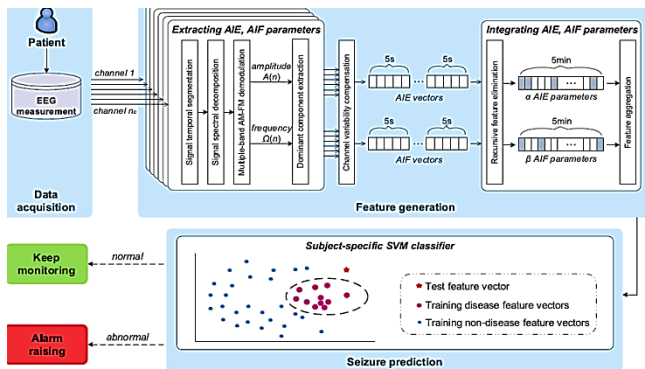 Patient
EEG
measurement
Data
acquisition
channel 1
channel nc
Extracting AIE, AIF parameters
Signal temporal segmentation
Signal spectral decomposition
Multiple-band AM-FM demodulation
amplitude
A(n)
frequency
Ω(n)
Dominant component extraction
Channel variability compensation
5s
5s
...
AIE vectors
5s
5s
...
AIF vectors
Integrating AIE, AIF parameters
Recursive feature elimination
5min
...
α AIE parameters
5min
...
β AIF parameters
Feature aggregation
Feature generation
Keep
monitoring
normal
Alarm
raising
abnormal
Subject-specific SVM classifier
Test feature vector
Training disease feature vectors
Training non-disease feature vectors
Seizure prediction